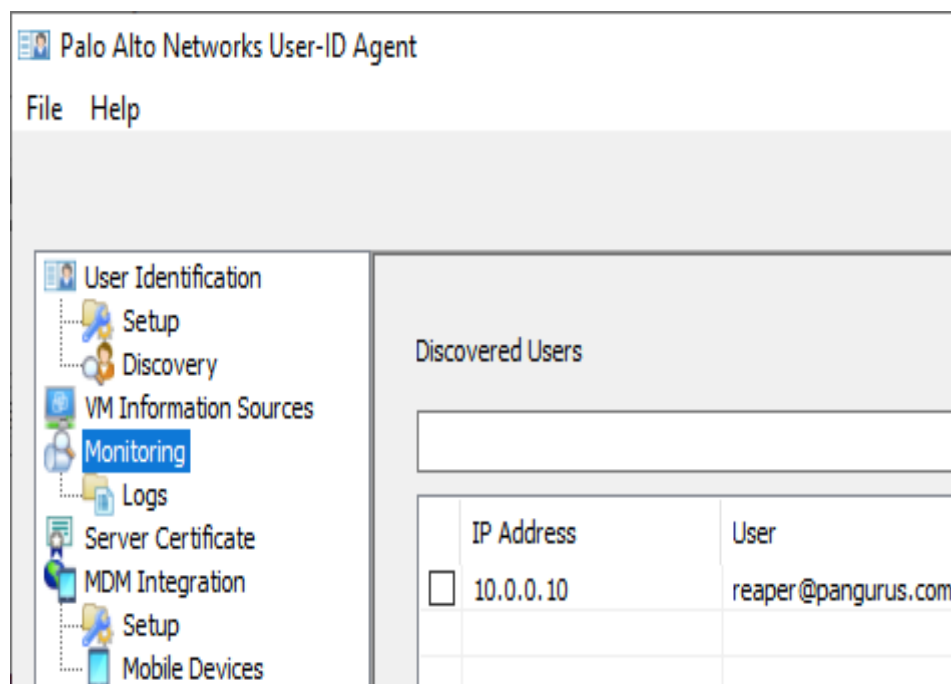 Palo Alto Networks User-ID Agent
File Help
User Identification
Setup
Discovery
VM Information Sources
Monitoring
Logs
Server Certificate
MDM Integration
Setup
Mobile Devices
Discovered Users
IP Address User
10.0.0.10 reaper@pangurus.com